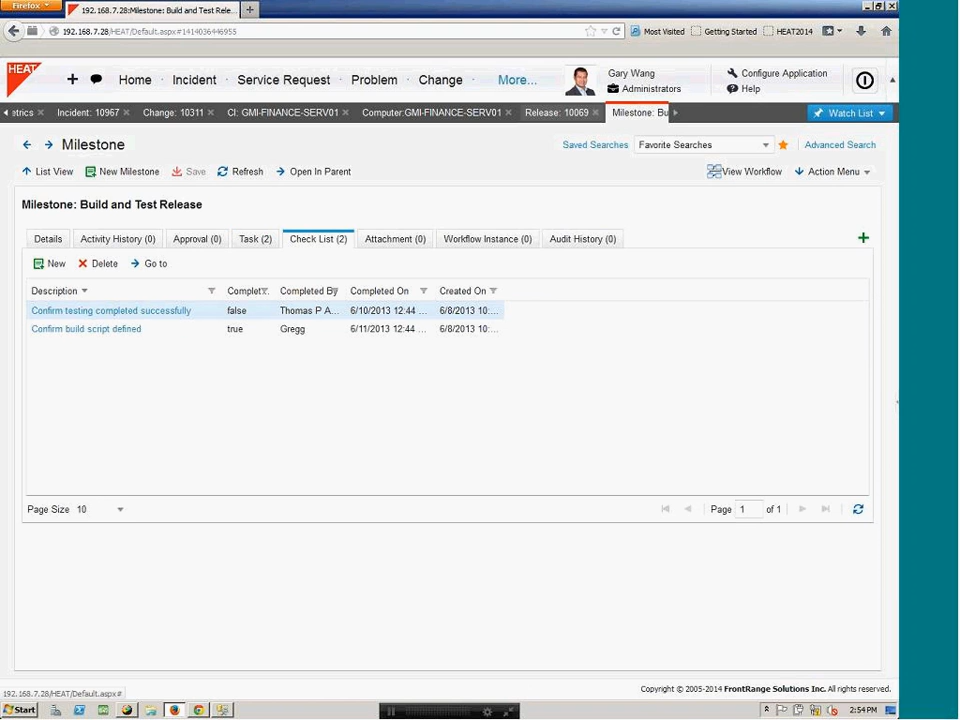 Firefox
192.168.7.28:Milestone: Build and Test Rele...
192.168.7.28/HEAT/Default.aspx#1414036446955
Most Visited Getting Started HEAT2014
HEAT Home Incident Service Request Problem Change More...
Gary Wang
Administrators
Configure Application
Help
etrics Incident: 10967 Change: 10311 CI: GMI-FINANCE-SERV01 Computer:GMI-FINANCE-SERV01 Release: 10069 Milestone: Bu Watch List
Milestone Saved Searches Favorite Searches Advanced Search
List View New Milestone Save Refresh Open In Parent View Workflow Action Menu
Milestone: Build and Test Release
Details Activity History (0) Approval (0) Task (2) Check List (2) Attachment (0) Workflow Instance (0) Audit History (0)
New Delete Go to
Description Complet Completed By Completed On Created On
Confirm testing completed successfully false Thomas P A... 6/10/2013 12:44 ... 6/8/2013 10:...
Confirm build script defined true Gregg 6/11/2013 12:44 ... 6/8/2013 10:...
Page Size 10 Page 1 of 1
Copyright © 2005-2014 FrontRange Solutions Inc. All rights reserved.
192.168.7.28/HEAT/Default.aspx#
Start 2:54 PM